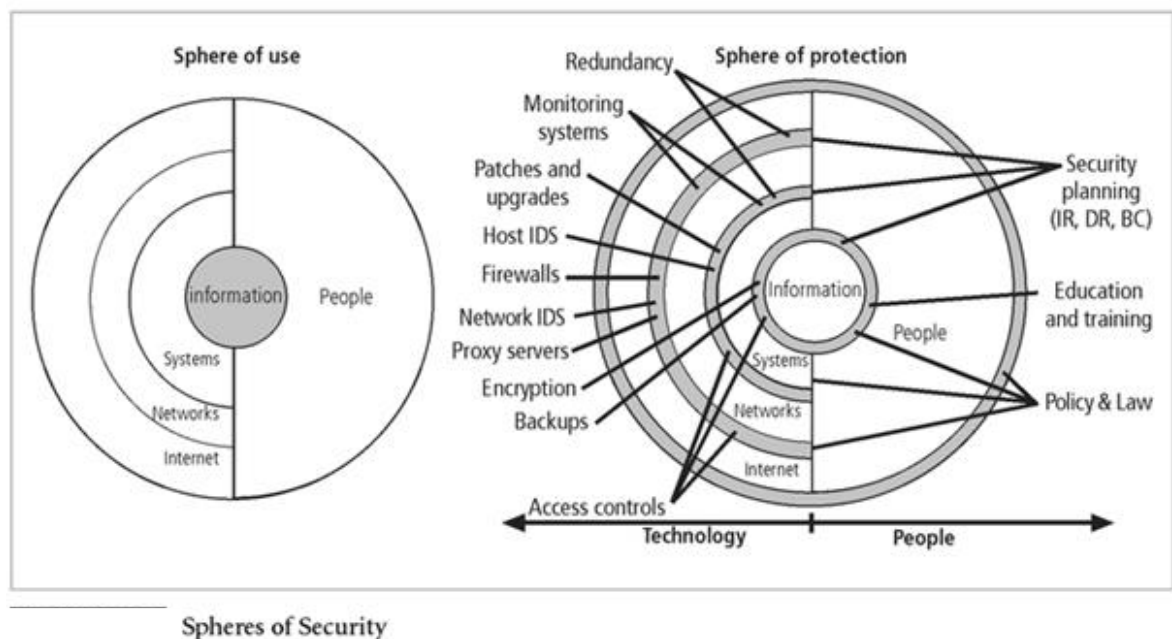 Sphere of use
information
People
Systems
Networks
Internet
Sphere of protection
Redundancy
Monitoring
systems
Patches and
upgrades
Host IDS
Firewalls
Network IDS
Proxy servers
Encryption
Backups
Access controls
Information
People
Systems
Networks
Internet
Security
planning
(IR, DR, BC)
Education
and training
Policy & Law
Technology
People
Spheres of Security